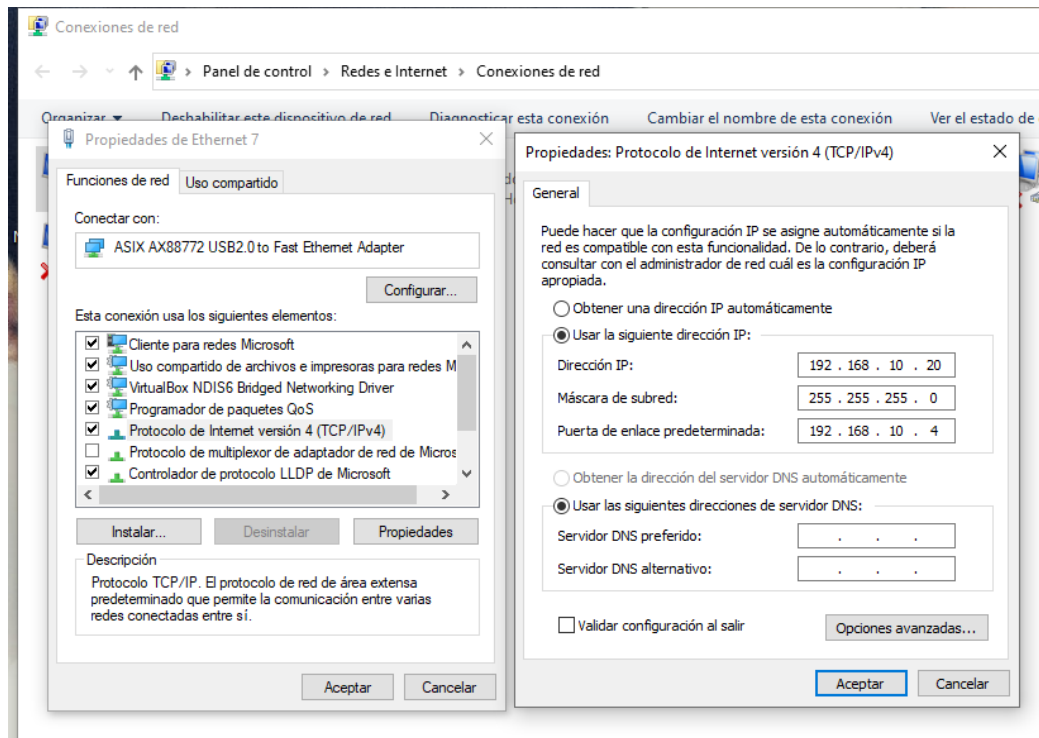 Conexiones de red
Panel de control > Redes e Internet > Conexiones de red
Organizar Deshabilitar este dispositivo de red Diagnosticar esta conexión Cambiar el nombre de esta conexión Ver el estado de
Propiedades de Ethernet 7
Funciones de red Uso compartido
Conectar con:
ASIX AX88772 USB2.0 to Fast Ethernet Adapter
Configurar...
Esta conexión usa los siguientes elementos:
Cliente para redes Microsoft
Uso compartido de archivos e impresoras para redes M
VirtualBox NDIS6 Bridged Networking Driver
Programador de paquetes QoS
Protocolo de Internet versión 4 (TCP/IPv4)
Protocolo de multiplexor de adaptador de red de Micros
Controlador de protocolo LLDP de Microsoft
Instalar... Desinstalar Propiedades
Descripción
Protocolo TCP/IP. El protocolo de red de área extensa
predeterminado que permite la comunicación entre varias
redes conectadas entre sí.
Aceptar Cancelar
Propiedades: Protocolo de Internet versión 4 (TCP/IPv4)
General
Puede hacer que la configuración IP se asigne automáticamente si la
red es compatible con esta funcionalidad. De lo contrario, deberá
consultar con el administrador de red cuál es la configuración IP
apropiada.
Obtener una dirección IP automáticamente
Usar la siguiente dirección IP:
Dirección IP: 192 . 168 . 10 . 20
Máscara de subred: 255 . 255 . 255 . 0
Puerta de enlace predeterminada: 192 . 168 . 10 . 4
Obtener la dirección del servidor DNS automáticamente
Usar las siguientes direcciones de servidor DNS:
Servidor DNS preferido: . . .
Servidor DNS alternativo: . . .
Validar configuración al salir
Opciones avanzadas...
Aceptar Cancelar